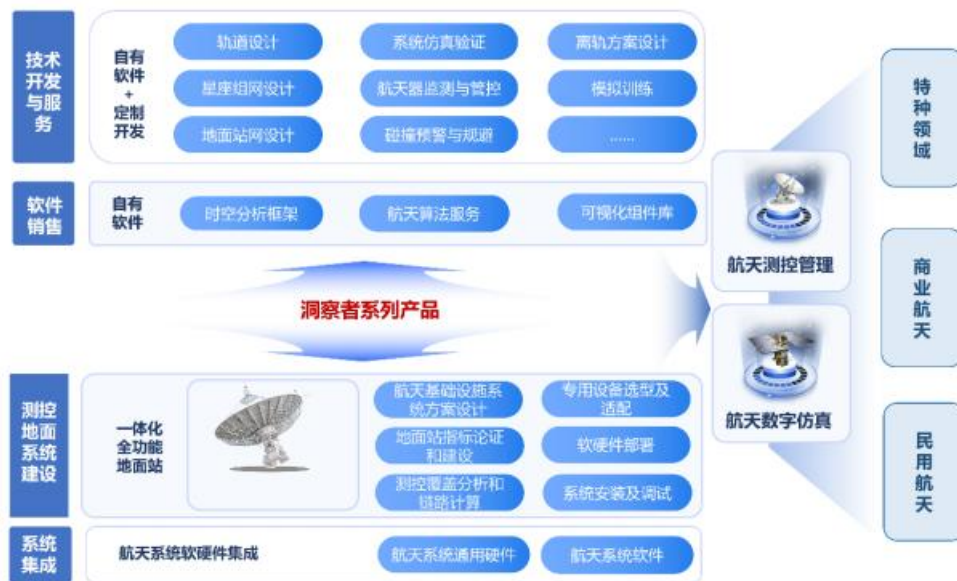 技术
开发
与服
务
自有
软件
+
定制
开发
轨道设计
系统仿真验证
离轨方案设计
星座组网设计
航天器监测与管控
模拟训练
地面站网设计
碰撞预警与规避
......
软件
销售
自有
软件
时空分析框架
航天算法服务
可视化组件库
洞察者系列产品
测控
地面
系统
建设
一体化
全功能
地面站
航天基础设施系
统方案设计
专用设备选型及
适配
地面站指标论证
和建设
软硬件部署
测控覆盖分析和
链路计算
系统安装及调试
系统
集成
航天系统软硬件集成
航天系统通用硬件
航天系统软件
航天测控管理
航天数字仿真
特种领域
商业航天
民用航天